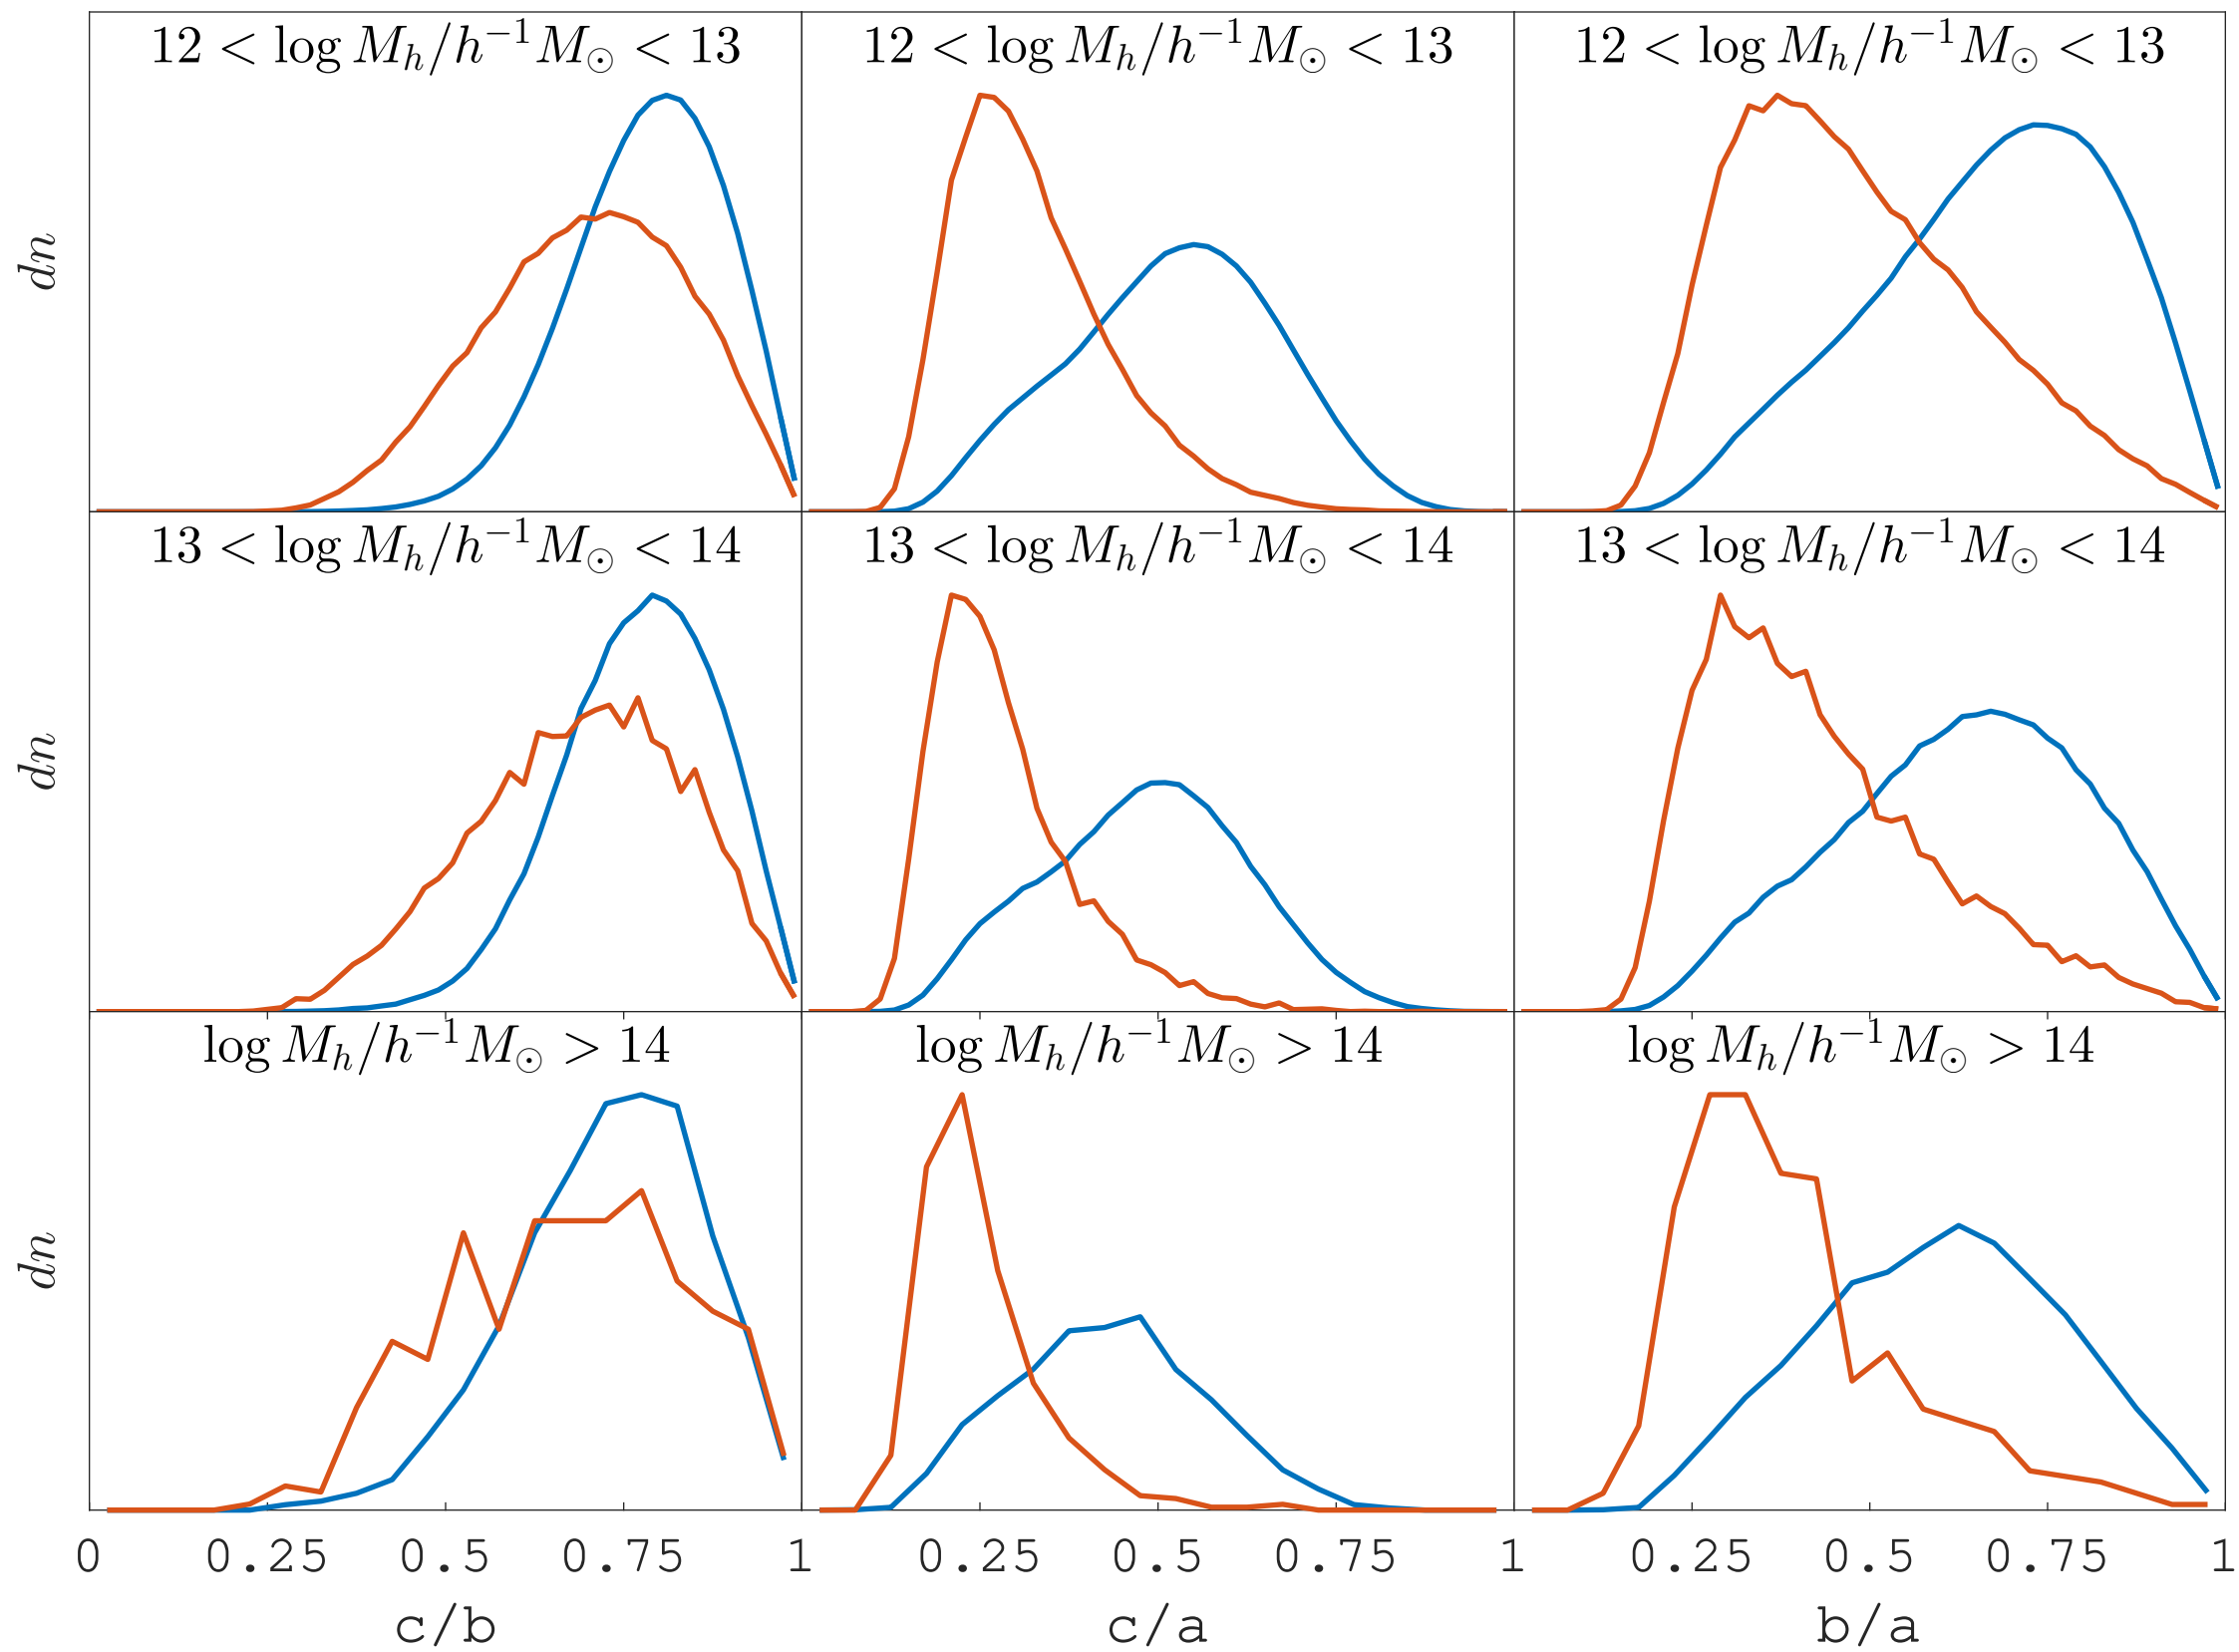 12 < log M_h/h^{-1} M_⊙ < 13
12 < log M_h/h^{-1} M_⊙ < 13
12 < log M_h/h^{-1} M_⊙ < 13
dn
13 < log M_h/h^{-1} M_⊙ < 14
13 < log M_h/h^{-1} M_⊙ < 14
13 < log M_h/h^{-1} M_⊙ < 14
dn
log M_h/h^{-1} M_⊙ > 14
log M_h/h^{-1} M_⊙ > 14
log M_h/h^{-1} M_⊙ > 14
dn
0 0.25 0.5 0.75 1 0.25 0.5 0.75 1 0.25 0.5 0.75 1
c/b c/a b/a